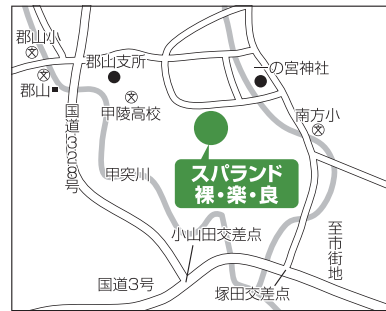 郡山小
郡山支所
一の宮神社
郡山
甲陵高校
南方小
国道328号
スパランド
裸・楽・良
甲突川
小山田交差点
至市街地
国道3号
塚田交差点